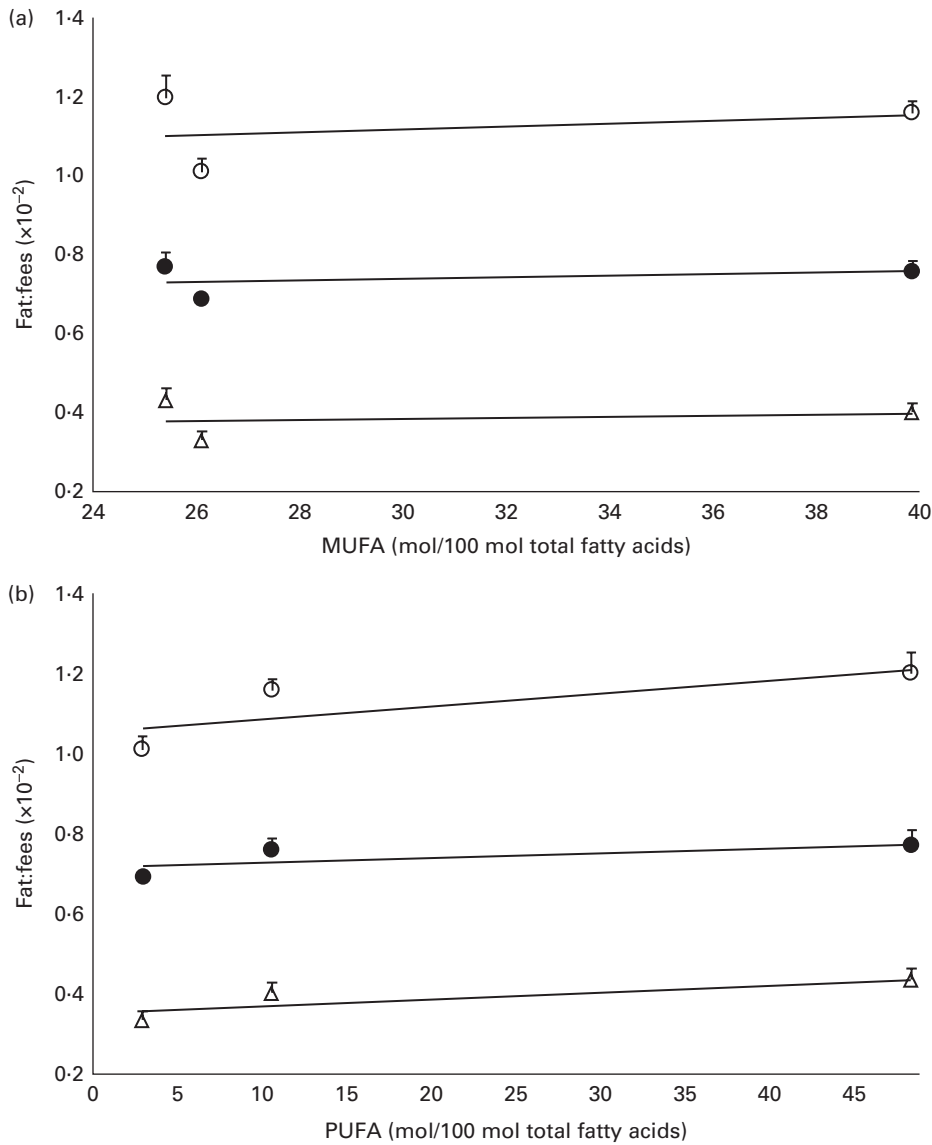 (a)
1·4
1·2
1·0
0·8
0·6
0·4
0·2
Fat:fees (×10−2)
24 26 28 30 32 34 36 38 40
MUFA (mol/100 mol total fatty acids)
(b)
1·4
1·2
1·0
0·8
0·6
0·4
0·2
Fat:fees (×10−2)
0 5 10 15 20 25 30 35 40 45
PUFA (mol/100 mol total fatty acids)